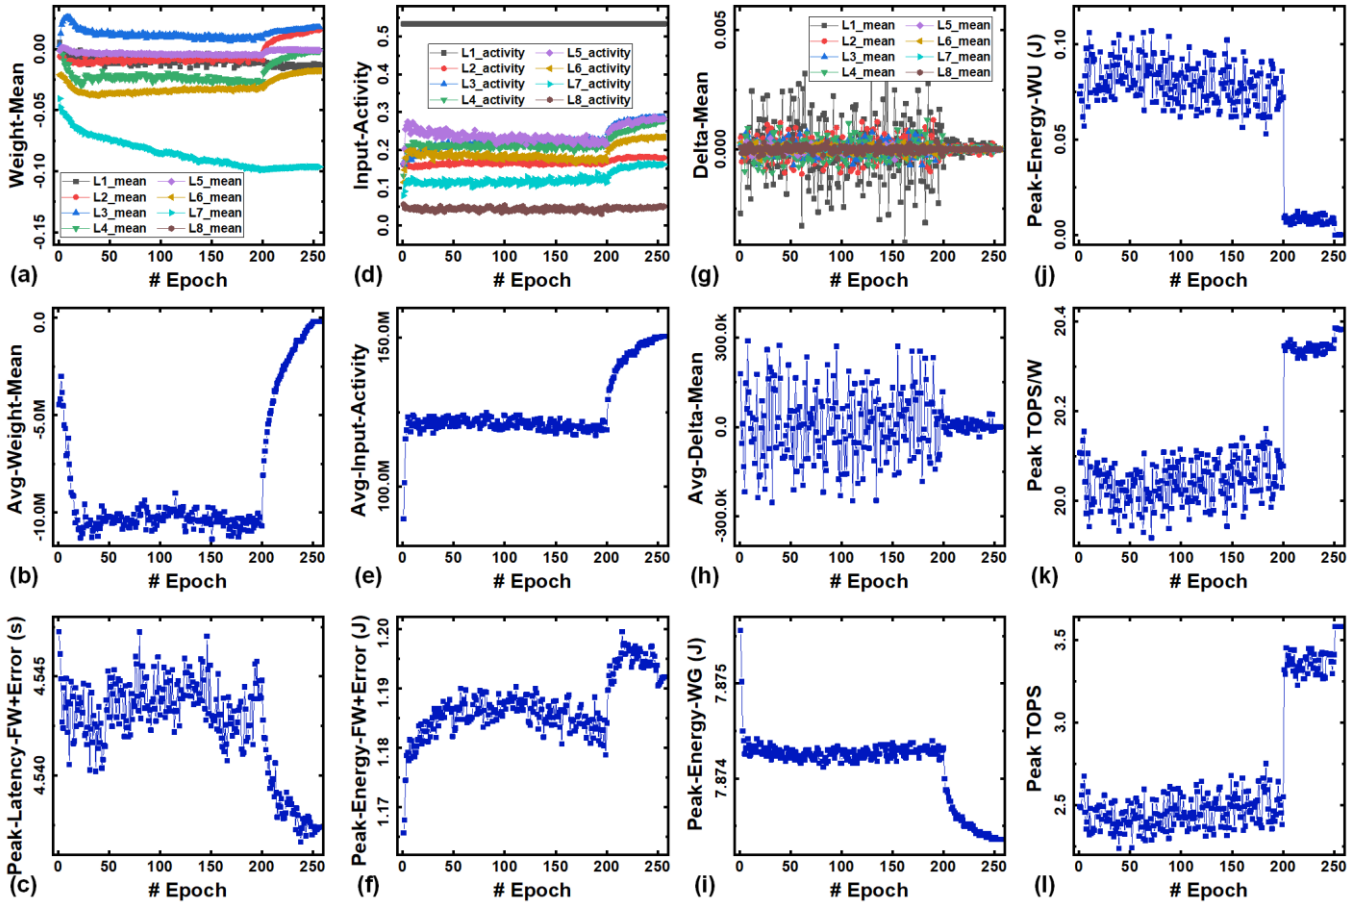 Weight-Mean
0.00
-0.05
-0.10
-0.15
L1_mean L5_mean
L2_mean L6_mean
L3_mean L7_mean
L4_mean L8_mean
0 50 100 150 200 250
(a) # Epoch
Input-Activity
0.5
0.4
0.3
0.2
0.1
0.0
L1_activity L5_activity
L2_activity L6_activity
L3_activity L7_activity
L4_activity L8_activity
0 50 100 150 200 250
(d) # Epoch
Delta-Mean
0.005
0.000
L1_mean L5_mean
L2_mean L6_mean
L3_mean L7_mean
L4_mean L8_mean
0 50 100 150 200 250
(g) # Epoch
Peak-Energy-WU (J)
0.10
0.05
0.00
0 50 100 150 200 250
(j) # Epoch
Avg-Weight-Mean
0.0
-5.0M
-10.0M
0 50 100 150 200 250
(b) # Epoch
Avg-Input-Activity
150.0M
100.0M
0 50 100 150 200 250
(e) # Epoch
Avg-Delta-Mean
300.0k
0.0
-300.0k
0 50 100 150 200 250
(h) # Epoch
Peak TOPS/W
20.4
20.2
20.0
0 50 100 150 200 250
(k) # Epoch
Peak-Latency-FW+Error (s)
4.545
4.540
0 50 100 150 200 250
(c) # Epoch
Peak-Energy-FW+Error (J)
1.20
1.19
1.18
1.17
0 50 100 150 200 250
(f) # Epoch
Peak-Energy-WG (J)
7.875
7.874
0 50 100 150 200 250
(i) # Epoch
Peak TOPS
3.5
3.0
2.5
0 50 100 150 200 250
(l) # Epoch